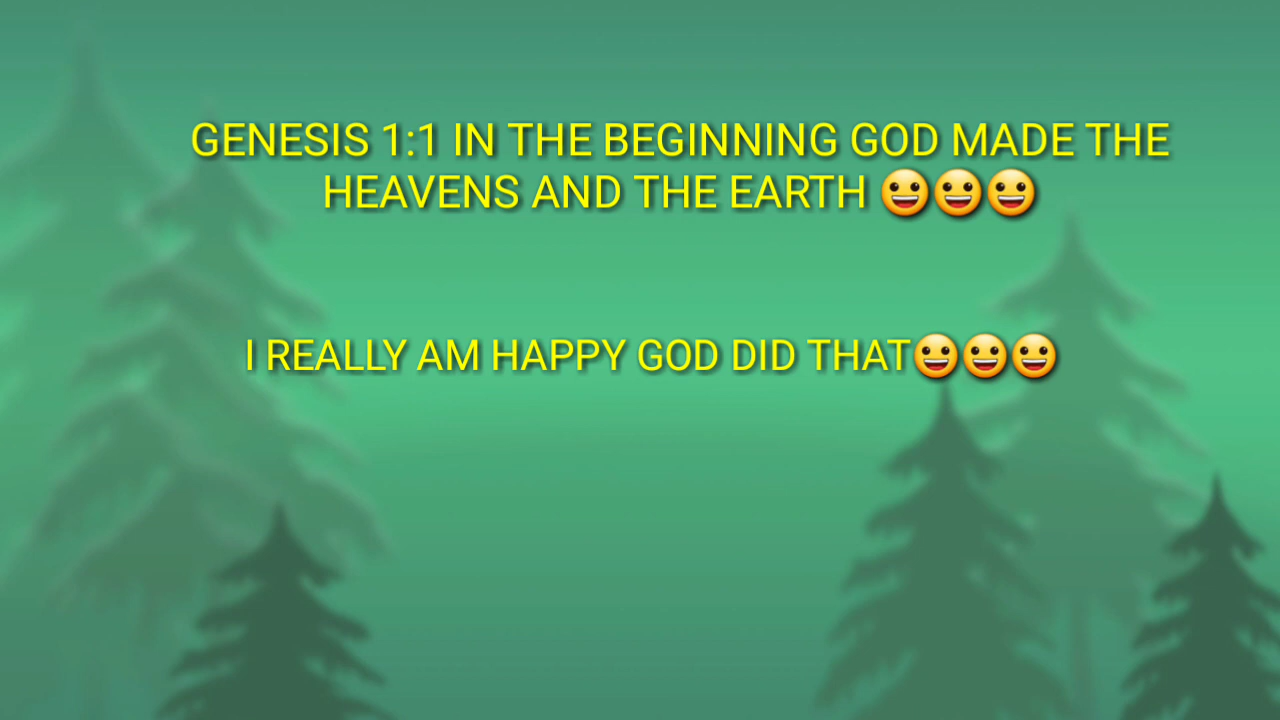 GENESIS 1:1 IN THE BEGINNING GOD MADE THE
HEAVENS AND THE EARTH 😀😀😀
I REALLY AM HAPPY GOD DID THAT😀😀😀